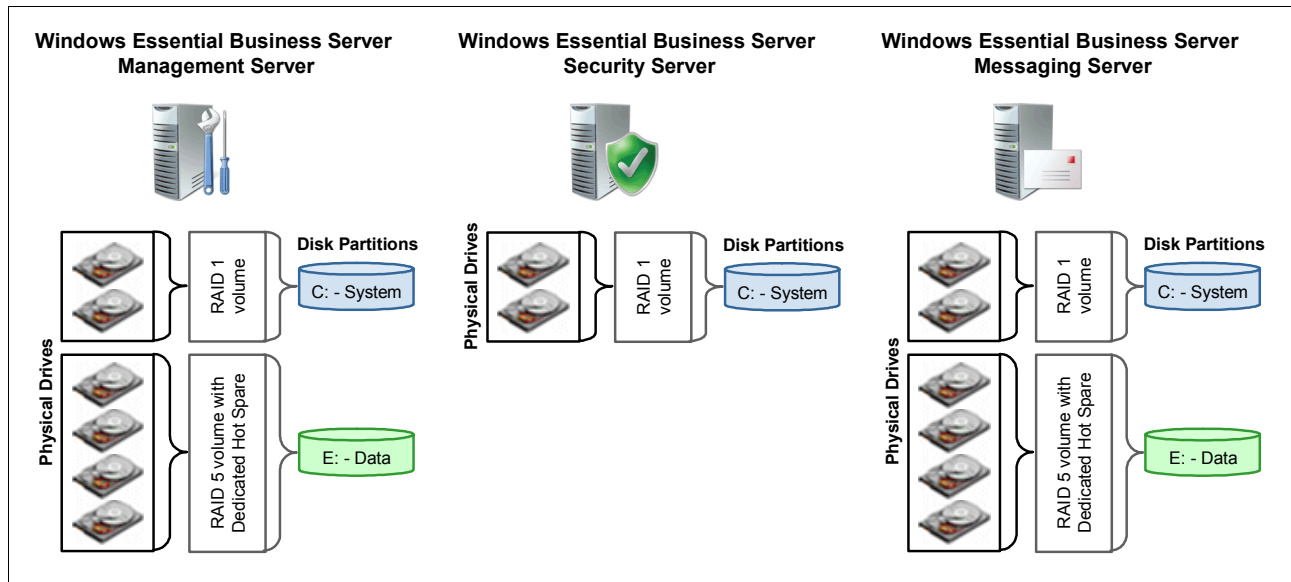 Windows Essential Business Server
Management Server
Physical Drives
RAID 1
volume
Disk Partitions
C: - System
RAID 5 volume with
Dedicated Hot Spare
E: - Data
Windows Essential Business Server
Security Server
Physical Drives
RAID 1
volume
Disk Partitions
C: - System
Windows Essential Business Server
Messaging Server
Physical Drives
RAID 1
volume
Disk Partitions
C: - System
RAID 5 volume with
Dedicated Hot Spare
E: - Data